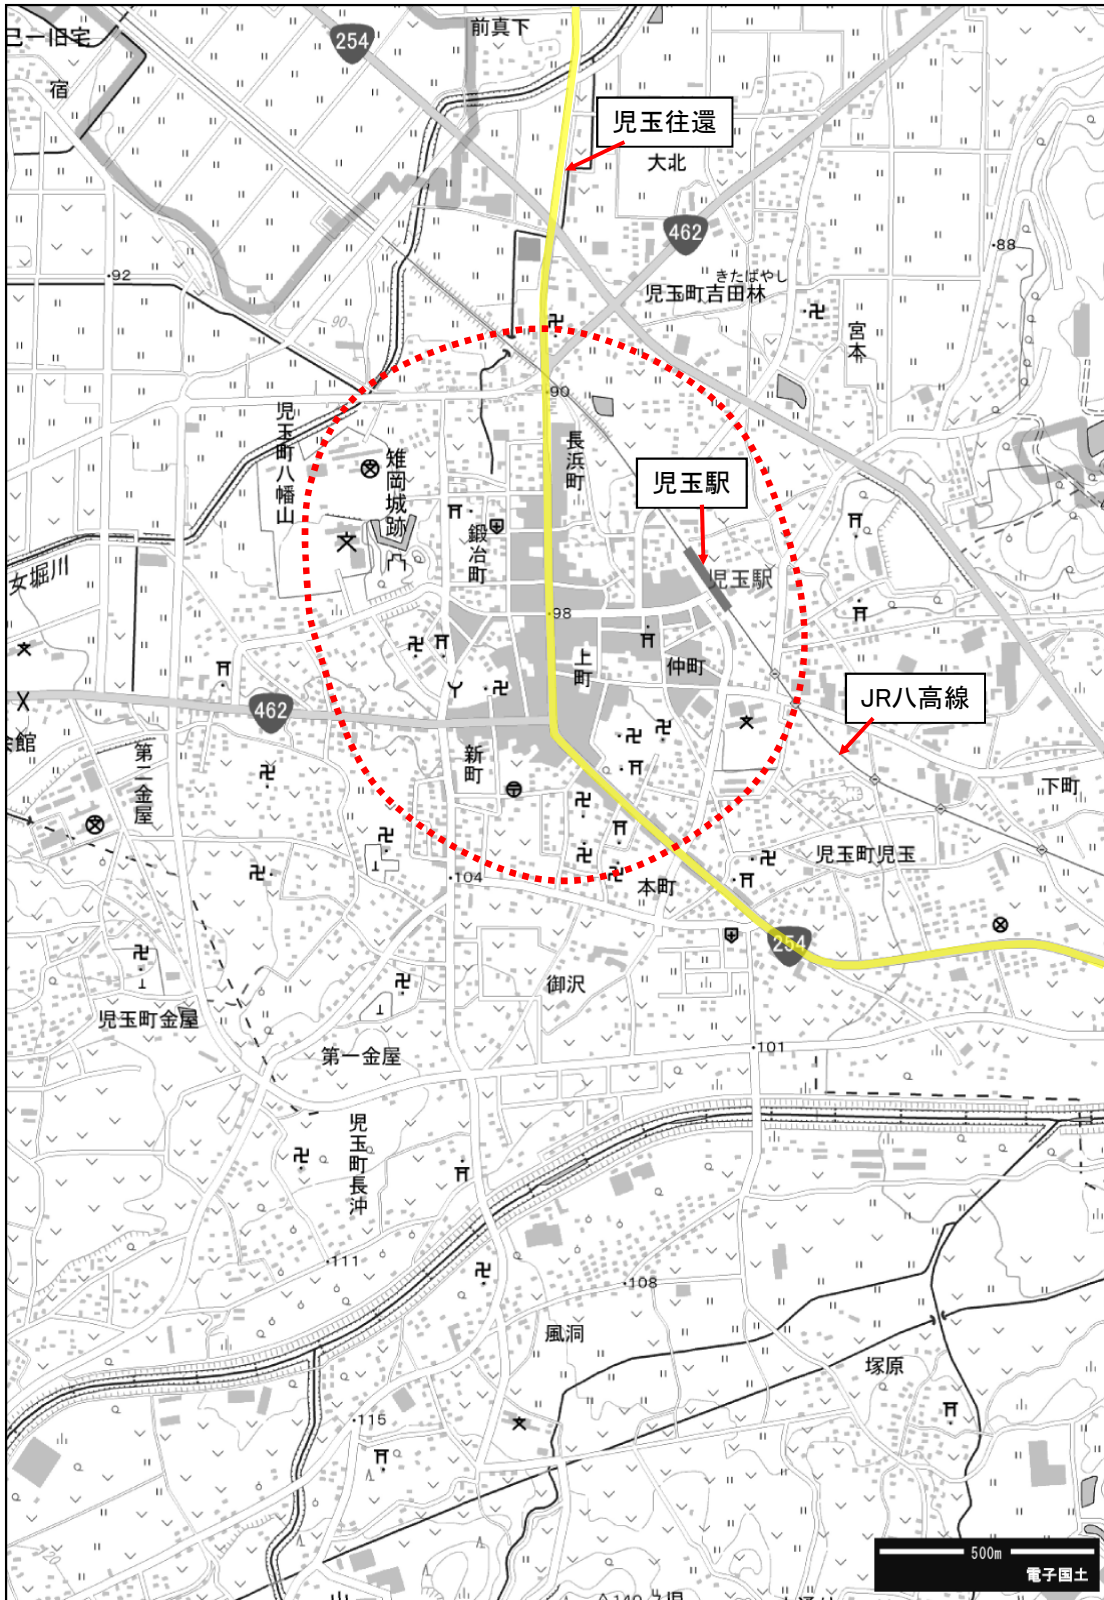 前真下
己一旧宅
254
宿
児玉往還
大北
462
88
きたばやし
児玉町吉田林
92
90
宮本
90
長浜町
児玉町八幡山
雉岡城跡
児玉駅
鍛冶町
児玉駅
女堀川
98
上町
仲町
JR八高線
462
会館
第二金屋
新町
下町
児玉町児玉
104
本町
254
御沢
児玉町金屋
第一金屋
101
児玉町長沖
111
108
風洞
塚原
115
120
500m
電子国土